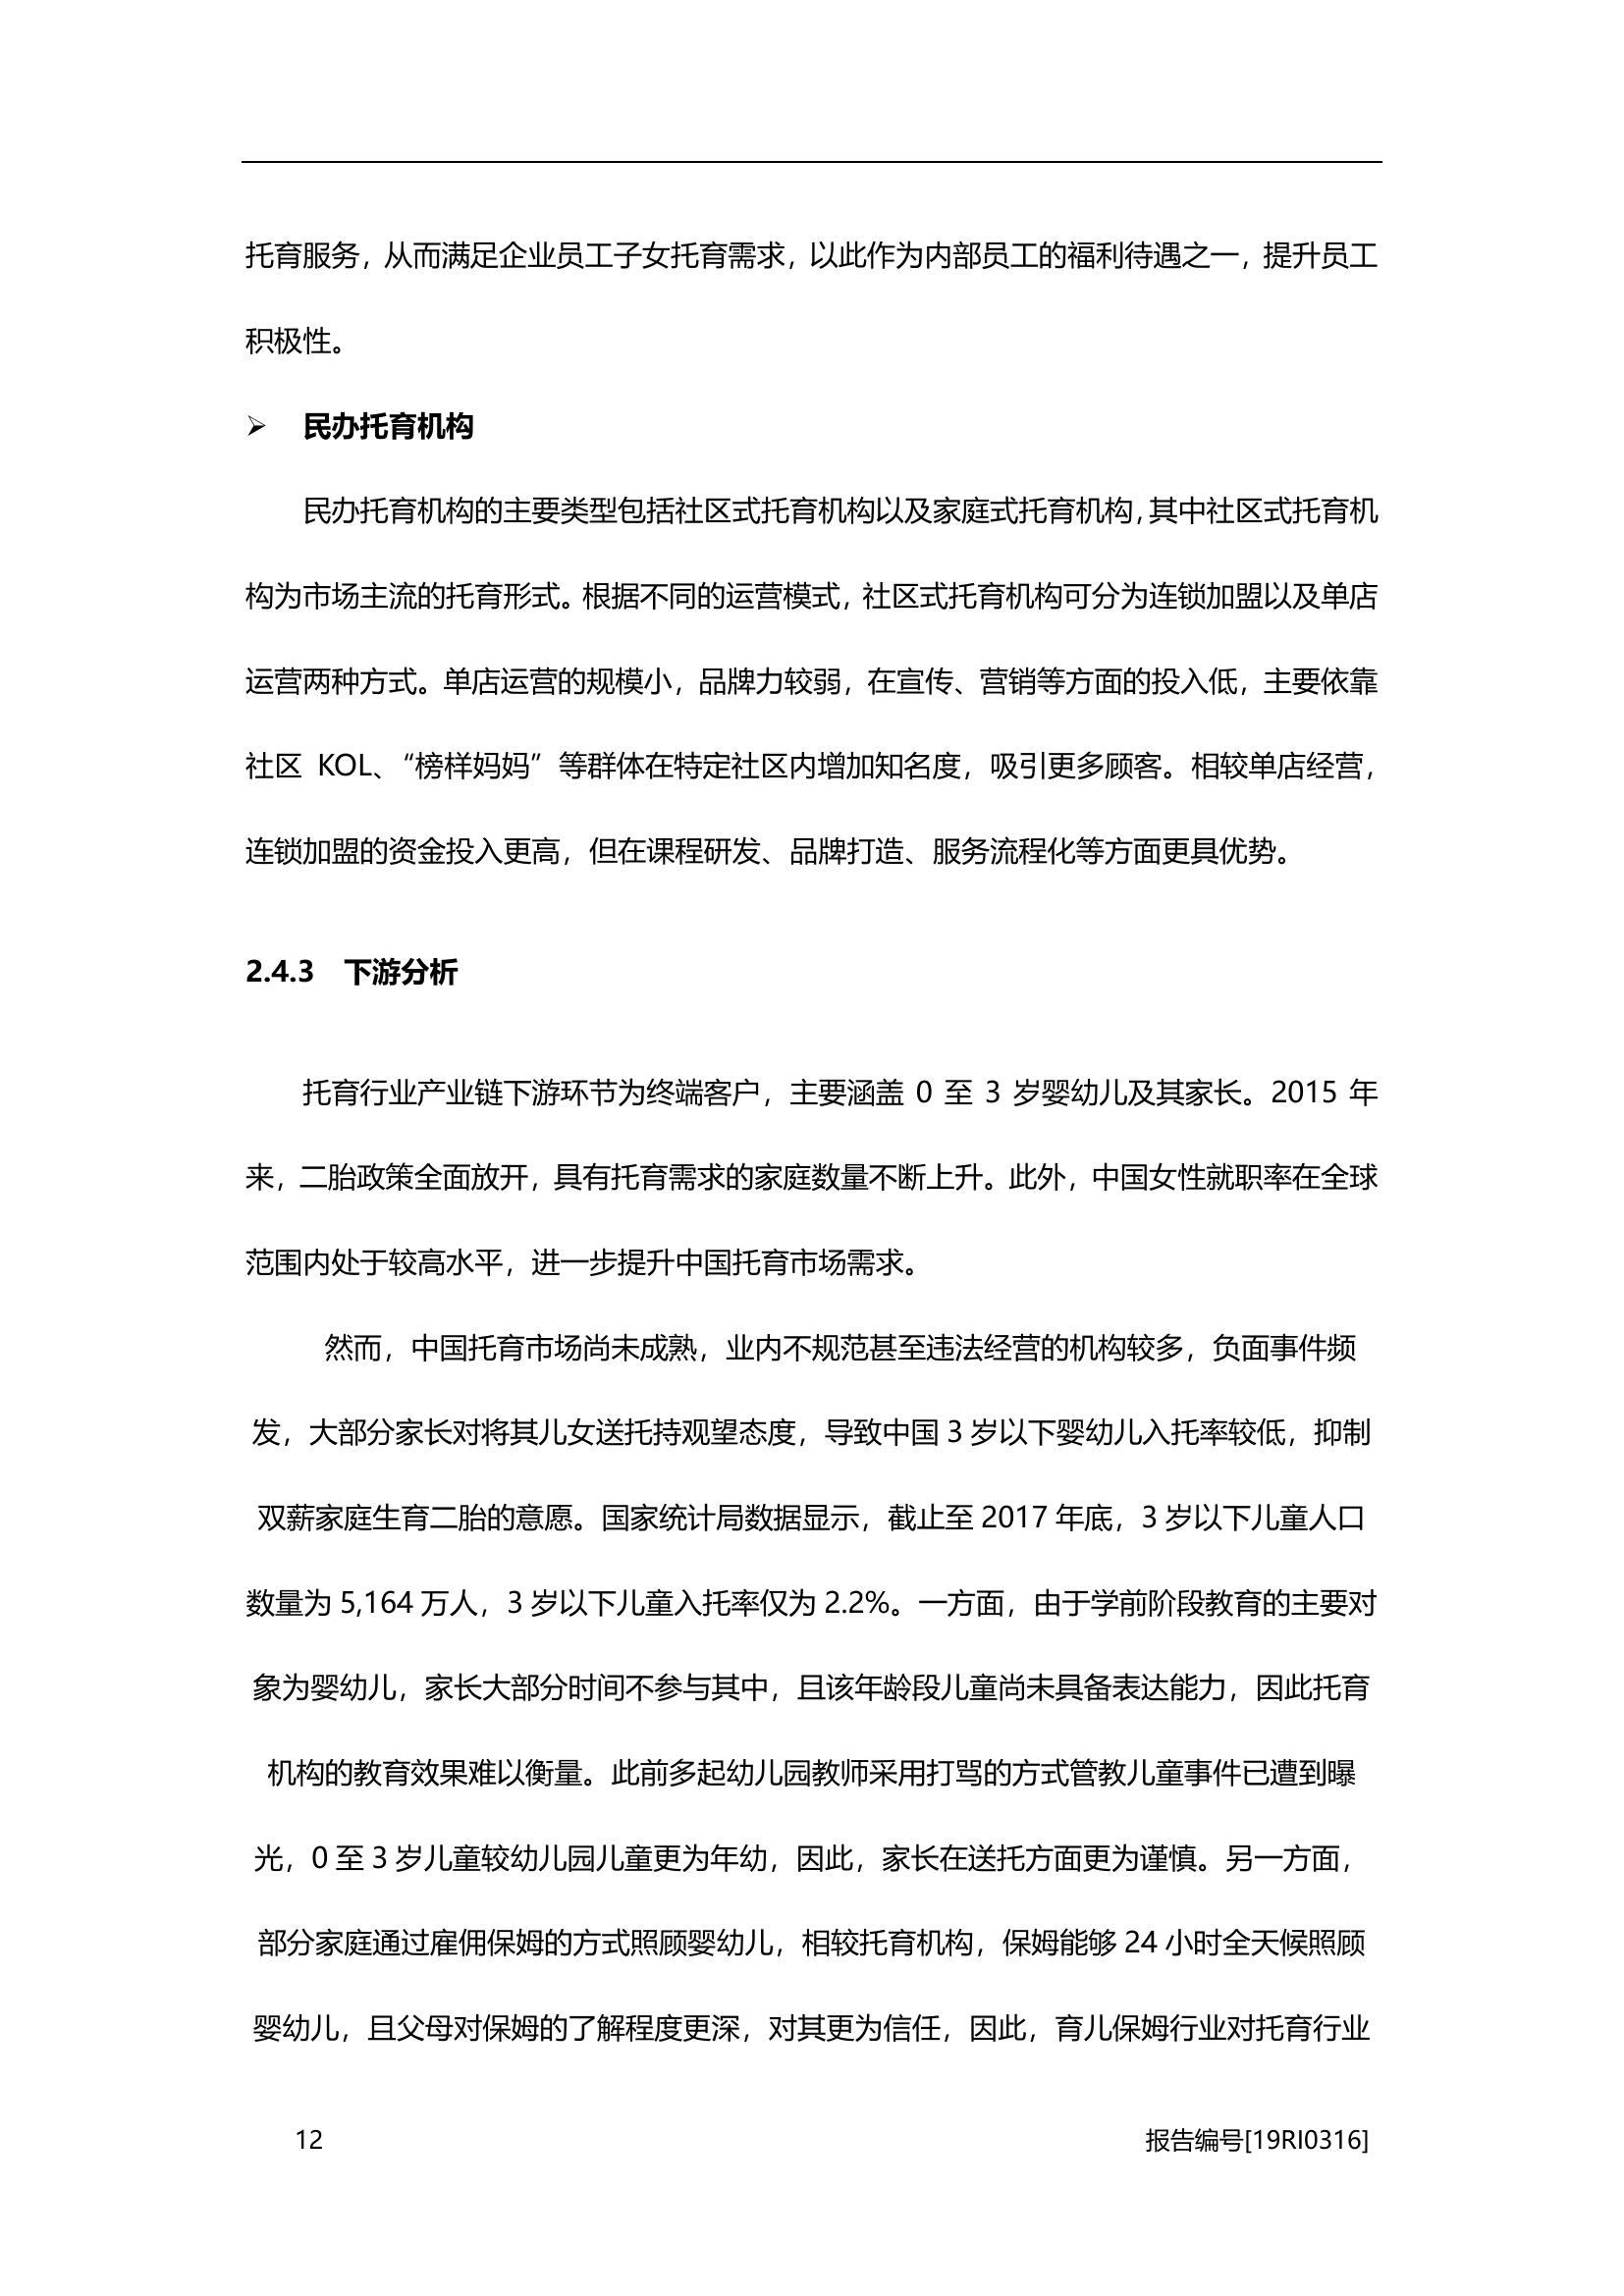 托育服务，从而满足企业员工子女托育需求，以此作为内部员工的福利待遇之一，提升员工
积极性。
➢ 民办托育机构
民办托育机构的主要类型包括社区式托育机构以及家庭式托育机构，其中社区式托育机
构为市场主流的托育形式。根据不同的运营模式，社区式托育机构可分为连锁加盟以及单店
运营两种方式。单店运营的规模小，品牌力较弱，在宣传、营销等方面的投入低，主要依靠
社区 KOL、“榜样妈妈”等群体在特定社区内增加知名度，吸引更多顾客。相较单店经营，
连锁加盟的资金投入更高，但在课程研发、品牌打造、服务流程化等方面更具优势。
2.4.3 下游分析
托育行业产业链下游环节为终端客户，主要涵盖 0 至 3 岁婴幼儿及其家长。2015 年
来，二胎政策全面放开，具有托育需求的家庭数量不断上升。此外，中国女性就职率在全球
范围内处于较高水平，进一步提升中国托育市场需求。
然而，中国托育市场尚未成熟，业内不规范甚至违法经营的机构较多，负面事件频
发，大部分家长对将其儿女送托持观望态度，导致中国 3 岁以下婴幼儿入托率较低，抑制
双薪家庭生育二胎的意愿。国家统计局数据显示，截止至 2017 年底，3 岁以下儿童人口
数量为 5,164 万人，3 岁以下儿童入托率仅为 2.2%。一方面，由于学前阶段教育的主要对
象为婴幼儿，家长大部分时间不参与其中，且该年龄段儿童尚未具备表达能力，因此托育
机构的教育效果难以衡量。此前多起幼儿园教师采用打骂的方式管教儿童事件已遭到曝
光，0 至 3 岁儿童较幼儿园儿童更为年幼，因此，家长在送托方面更为谨慎。另一方面，
部分家庭通过雇佣保姆的方式照顾婴幼儿，相较托育机构，保姆能够 24 小时全天候照顾
婴幼儿，且父母对保姆的了解程度更深，对其更为信任，因此，育儿保姆行业对托育行业
12 报告编号[19RI0316]